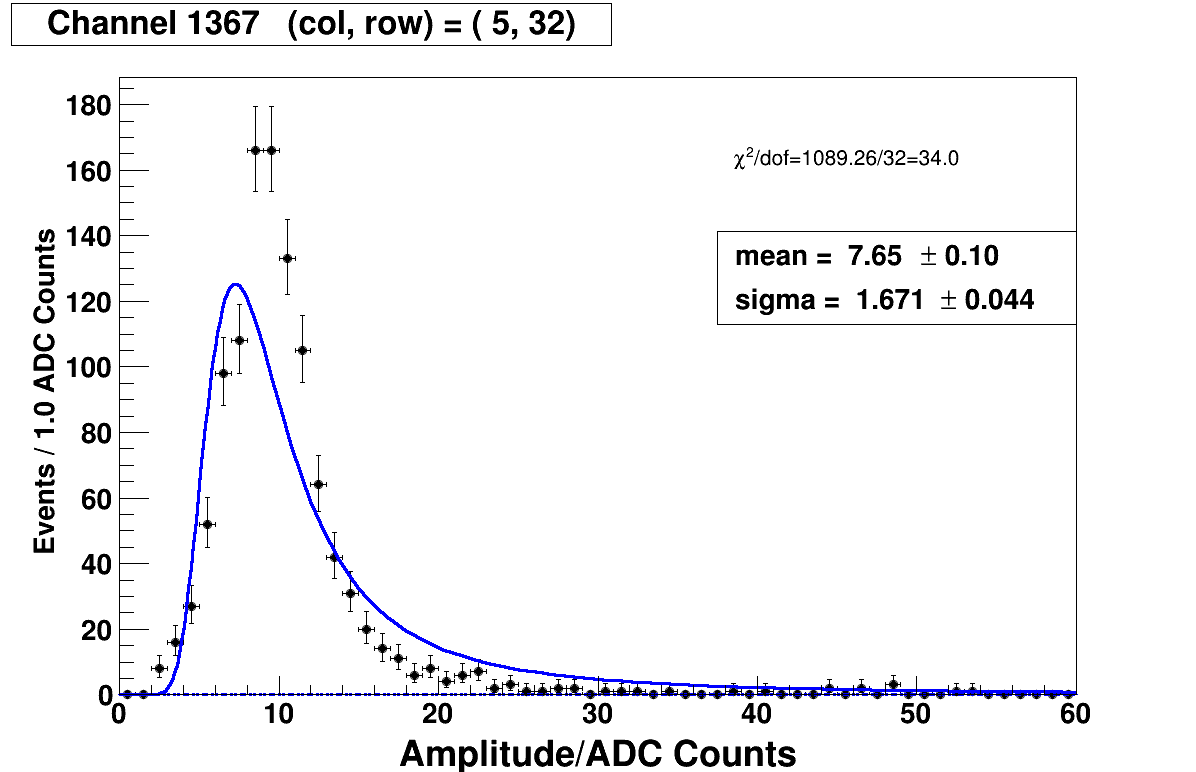 Channel 1367 (col, row) = ( 5, 32)
χ²/dof=1089.26/32=34.0
mean = 7.65 ± 0.10
sigma = 1.671 ± 0.044
Events / 1.0 ADC Counts
180
160
140
120
100
80
60
40
20
0
0 10 20 30 40 50 60
Amplitude/ADC Counts